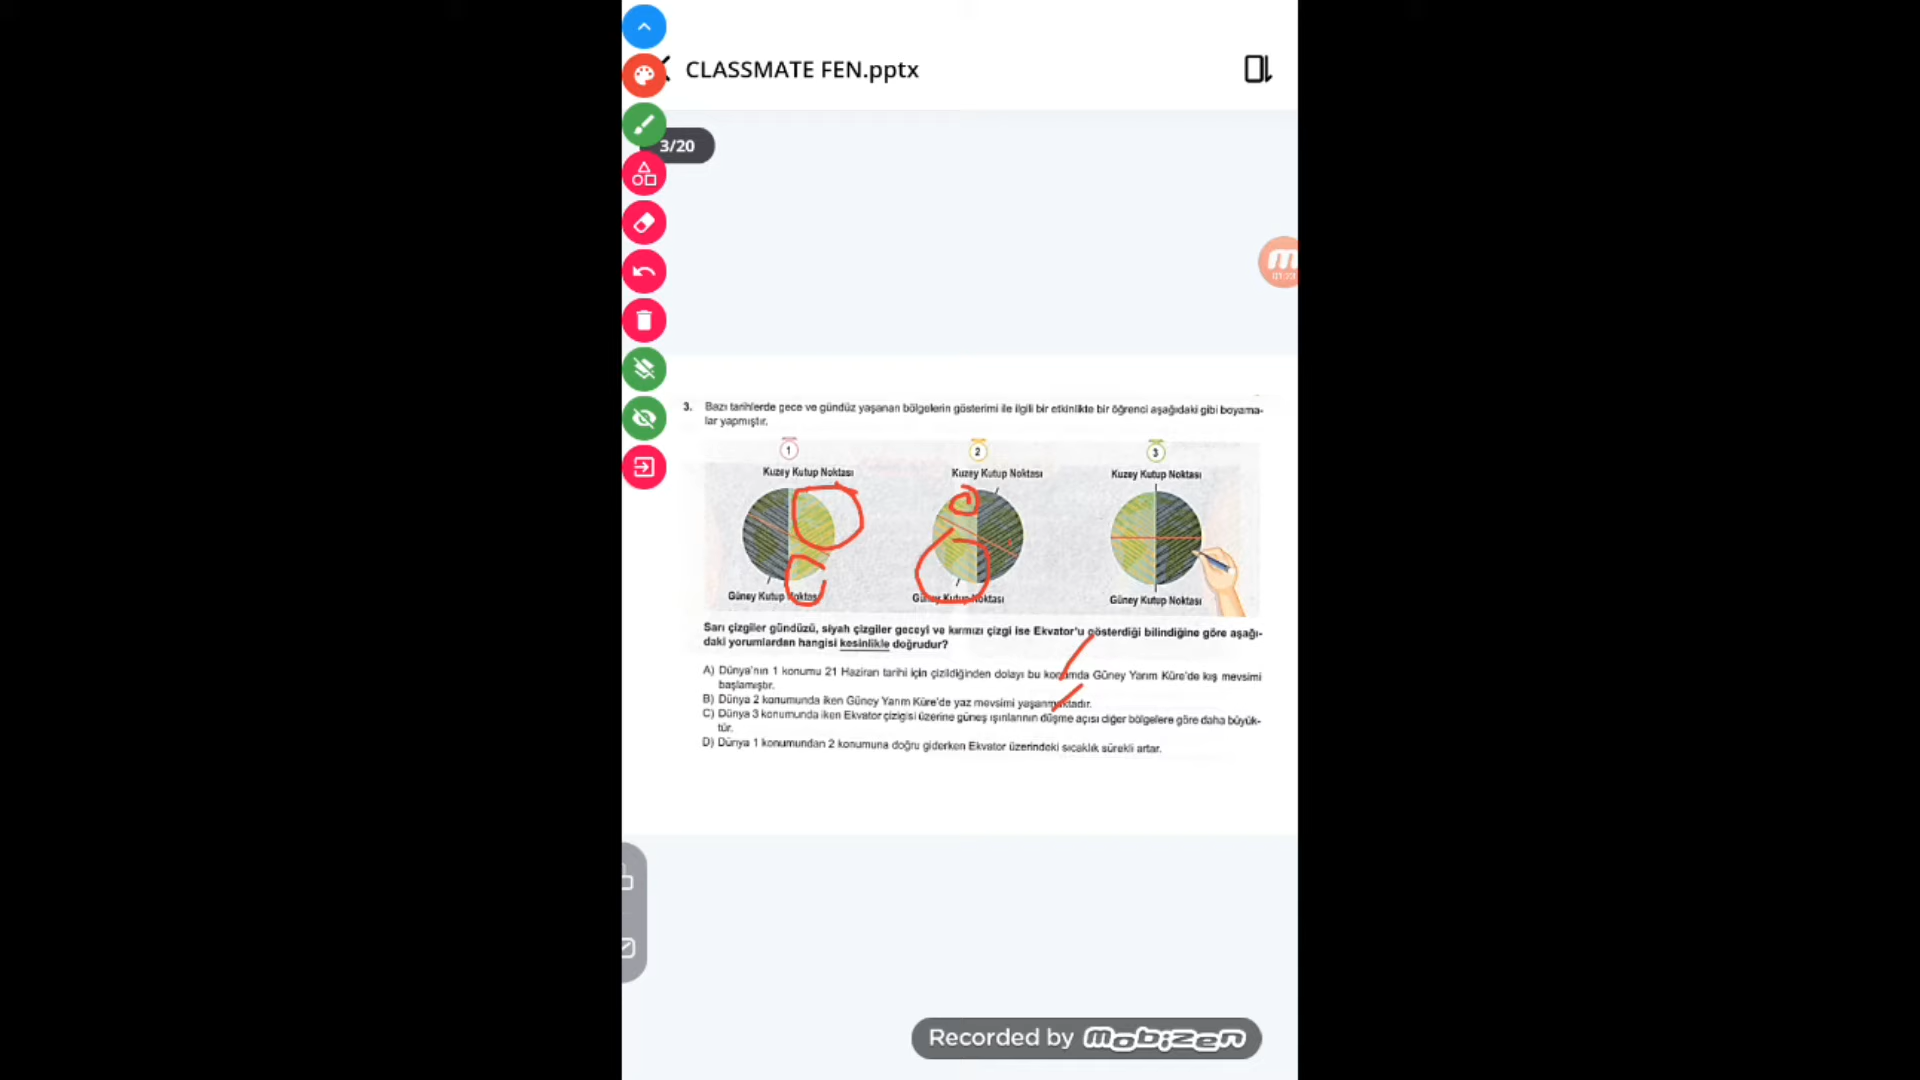 CLASSMATE FEN.pptx
3/20
01:23
3. Bazı tarihlerde gece ve gündüz yaşanan bölgelerin gösterimi ile ilgili bir etkinlikte bir öğrenci aşağıdaki gibi boyama-
lar yapmıştır.
1 2 3
Kuzey Kutup Noktası Kuzey Kutup Noktası Kuzey Kutup Noktası
Güney Kutup Noktası Güney Kutup Noktası Güney Kutup Noktası
Sarı çizgiler gündüzü, siyah çizgiler geceyi ve kırmızı çizgi ise Ekvator'u gösterdiği bilindiğine göre aşağı-
daki yorumlardan hangisi kesinlikle doğrudur?
A) Dünya'nın 1 konumu 21 Haziran tarihi için çizildiğinden dolayı bu konumda Güney Yarım Küre'de kış mevsimi
başlamıştır.
B) Dünya 2 konumunda iken Güney Yarım Küre'de yaz mevsimi yaşanmaktadır.
C) Dünya 3 konumunda iken Ekvator çizigisi üzerine güneş ışınlarının düşme açısı diğer bölgelere göre daha büyük-
tür.
D) Dünya 1 konumundan 2 konumuna doğru giderken Ekvator üzerindeki sıcaklık sürekli artar.
Recorded by mobizen